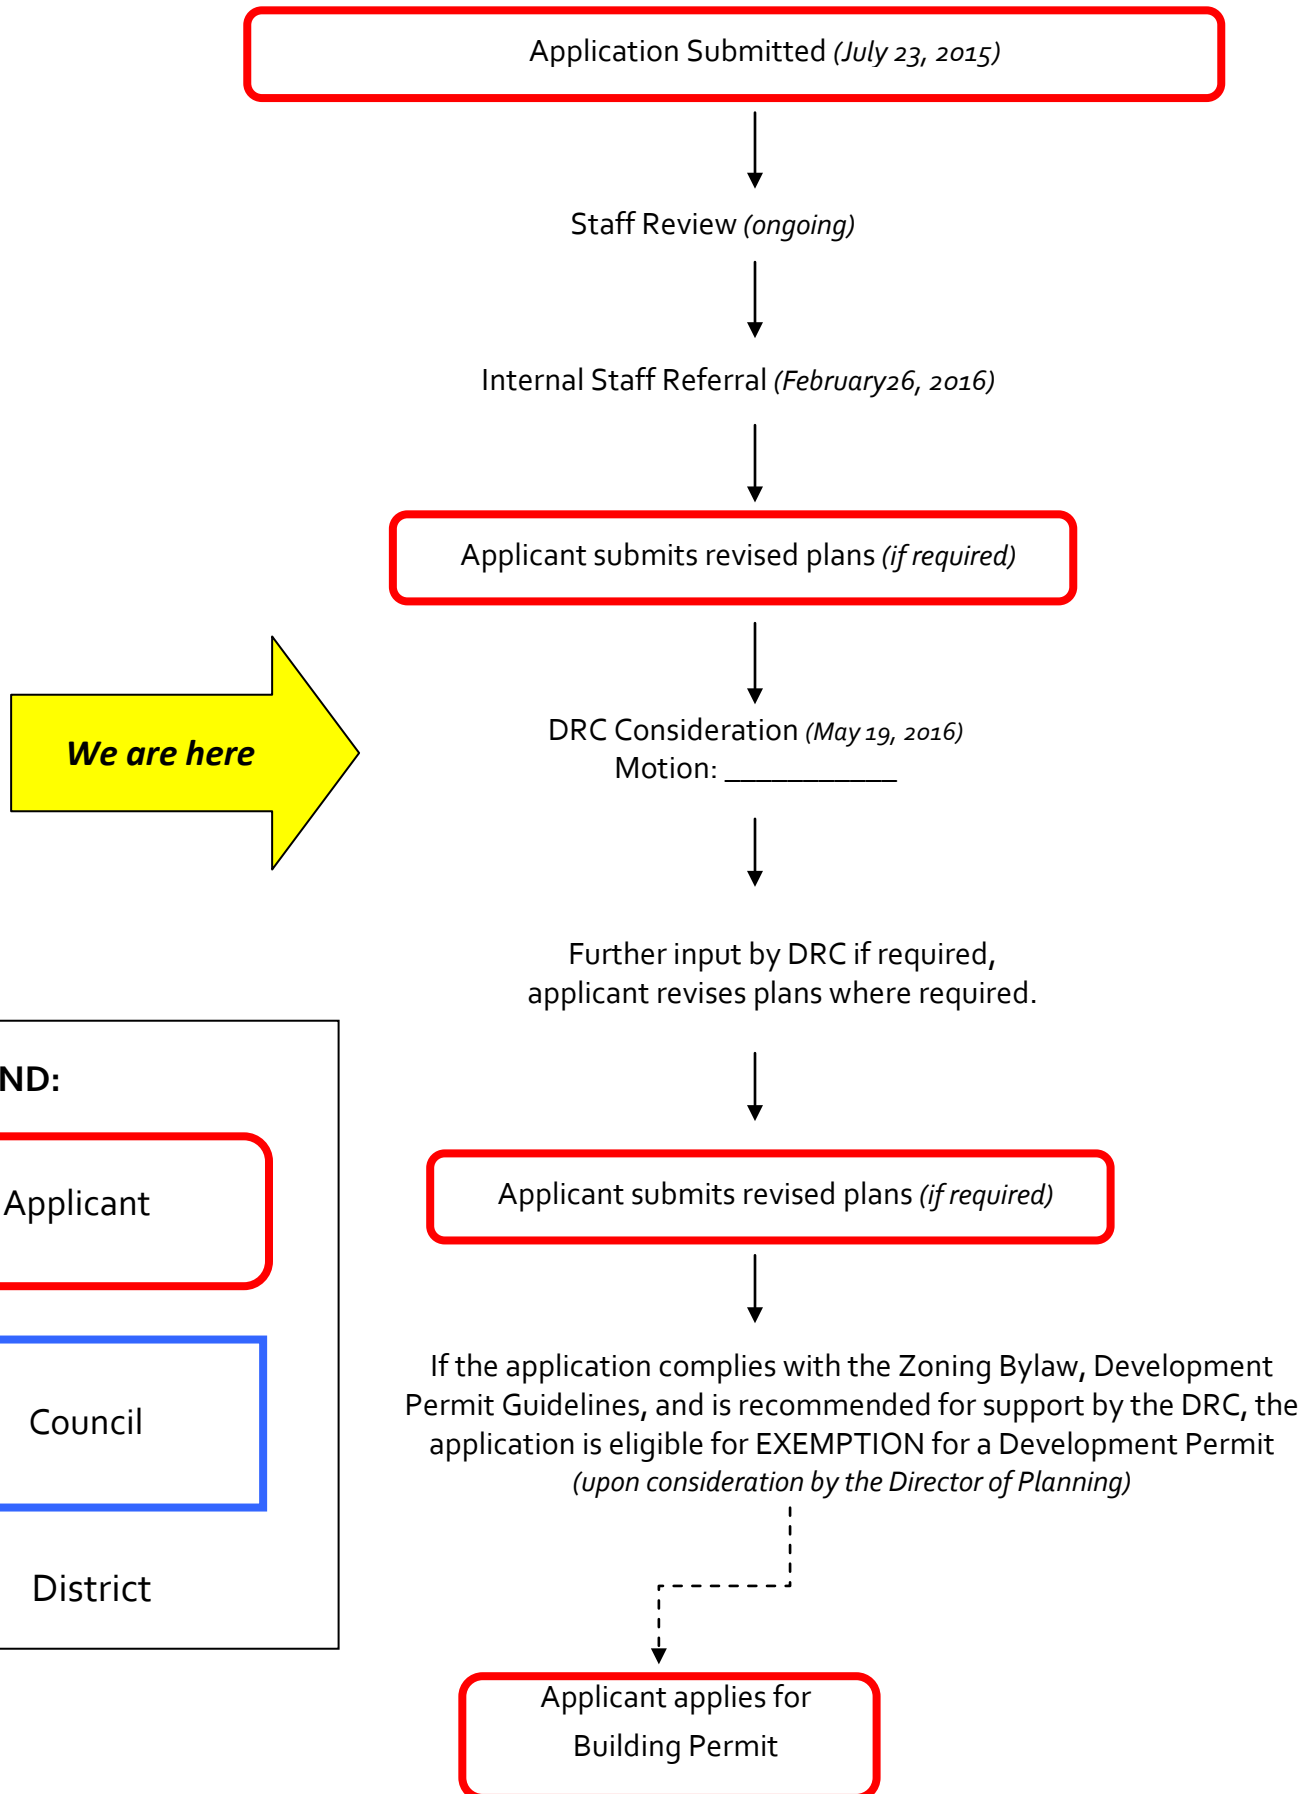 Application Submitted (July 23, 2015)
Staff Review (ongoing)
Internal Staff Referral (February26, 2016)
Applicant submits revised plans (if required)
We are here
DRC Consideration (May 19, 2016)
Motion: ___________
Further input by DRC if required,
applicant revises plans where required.
ND:
Applicant
Council
District
Applicant submits revised plans (if required)
If the application complies with the Zoning Bylaw, Development
Permit Guidelines, and is recommended for support by the DRC, the
application is eligible for EXEMPTION for a Development Permit
(upon consideration by the Director of Planning)
Applicant applies for
Building Permit